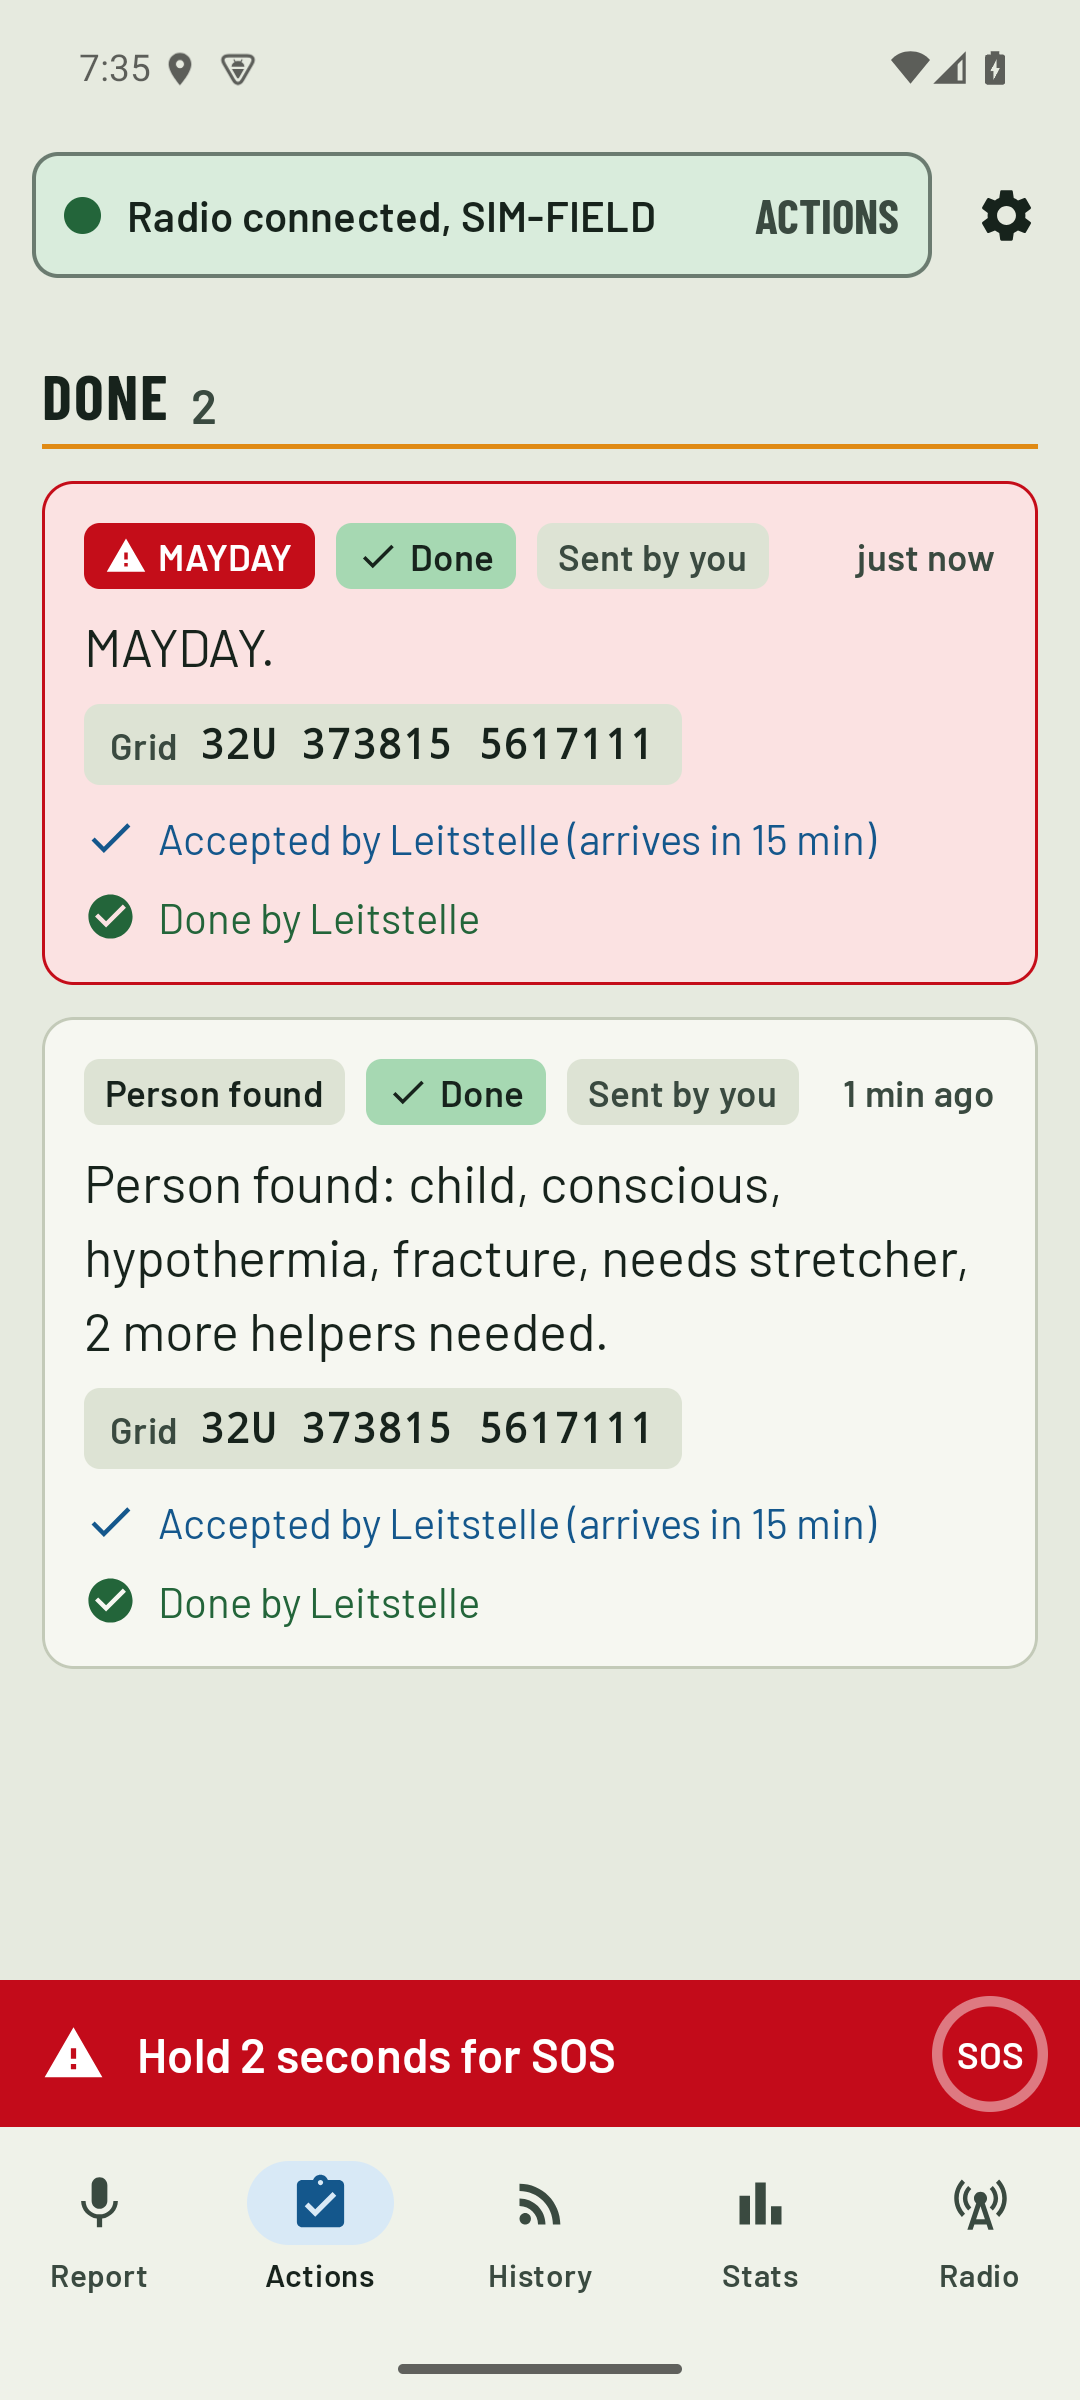 7:35
Radio connected, SIM-FIELD ACTIONS
DONE 2
MAYDAY Done Sent by you just now
MAYDAY.
Grid 32U 373815 5617111
Accepted by Leitstelle (arrives in 15 min)
Done by Leitstelle
Person found Done Sent by you 1 min ago
Person found: child, conscious,
hypothermia, fracture, needs stretcher,
2 more helpers needed.
Grid 32U 373815 5617111
Accepted by Leitstelle (arrives in 15 min)
Done by Leitstelle
Hold 2 seconds for SOS SOS
Report Actions History Stats Radio